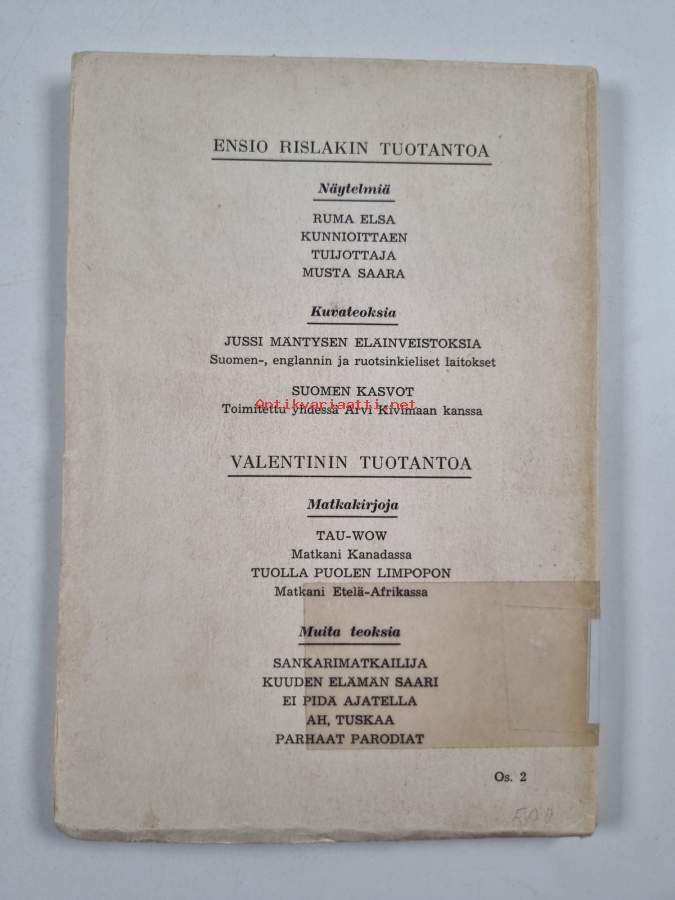 ENSIO RISLAKIN TUOTANTOA
Näytelmiä
RUMA ELSA
KUNNIOITTAEN
TUIJOTTAJA
MUSTA SAARA
Kuvateoksia
JUSSI MÄNTYSEN ELÄINVEISTOKSIA
Suomen-, englannin ja ruotsinkieliset laitokset
SUOMEN KASVOT
Antikvariaatti.net
Toimitettu yhdessä Arvi Kivimaan kanssa
VALENTININ TUOTANTOA
Matkakirjoja
TAU-WOW
Matkani Kanadassa
TUOLLA PUOLEN LIMPOPON
Matkani Etelä-Afrikassa
Muita teoksia
SANKARIMATKAILIJA
KUUDEN ELÄMÄN SAARI
EI PIDÄ AJATELLA
AH, TUSKAA
PARHAAT PARODIAT
Os. 2